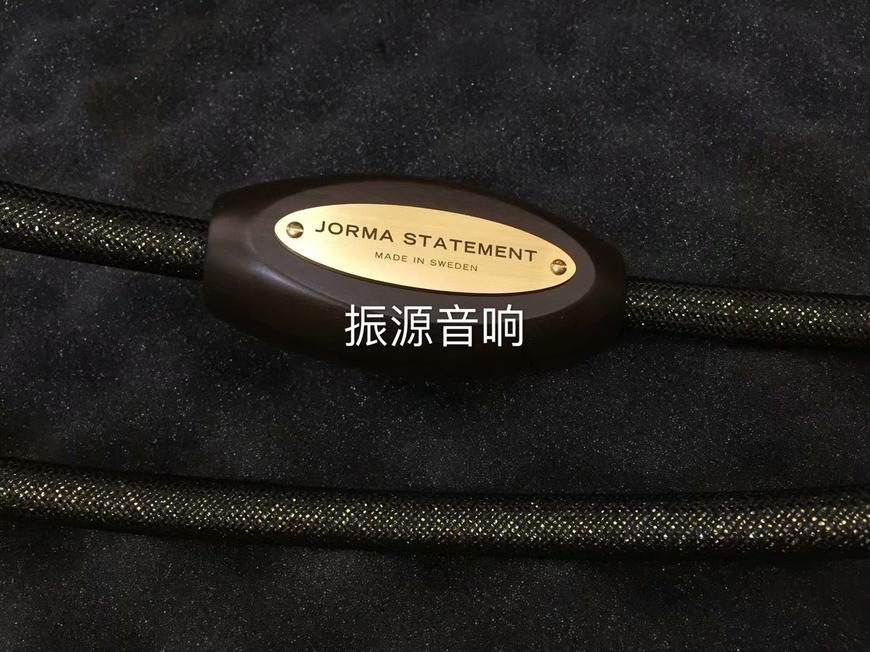 JORMA STATEMENT
MADE IN SWEDEN
振源音响